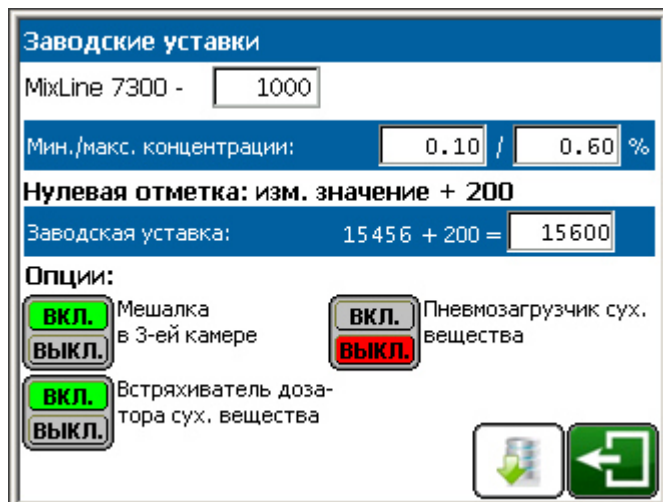 Заводские уставки
MixLine 7300 - 1000
Мин./макс. концентрации: 0.10 / 0.60 %
Нулевая отметка: изм. значение + 200
Заводская уставка: 15456 + 200 = 15600
Опции:
ВКЛ.
ВЫКЛ.
Мешалка
в 3-ей камере
ВКЛ.
ВЫКЛ.
Пневмозагрузчик сух.
вещества
ВКЛ.
ВЫКЛ.
Встряхиватель доза-
тора сух. вещества